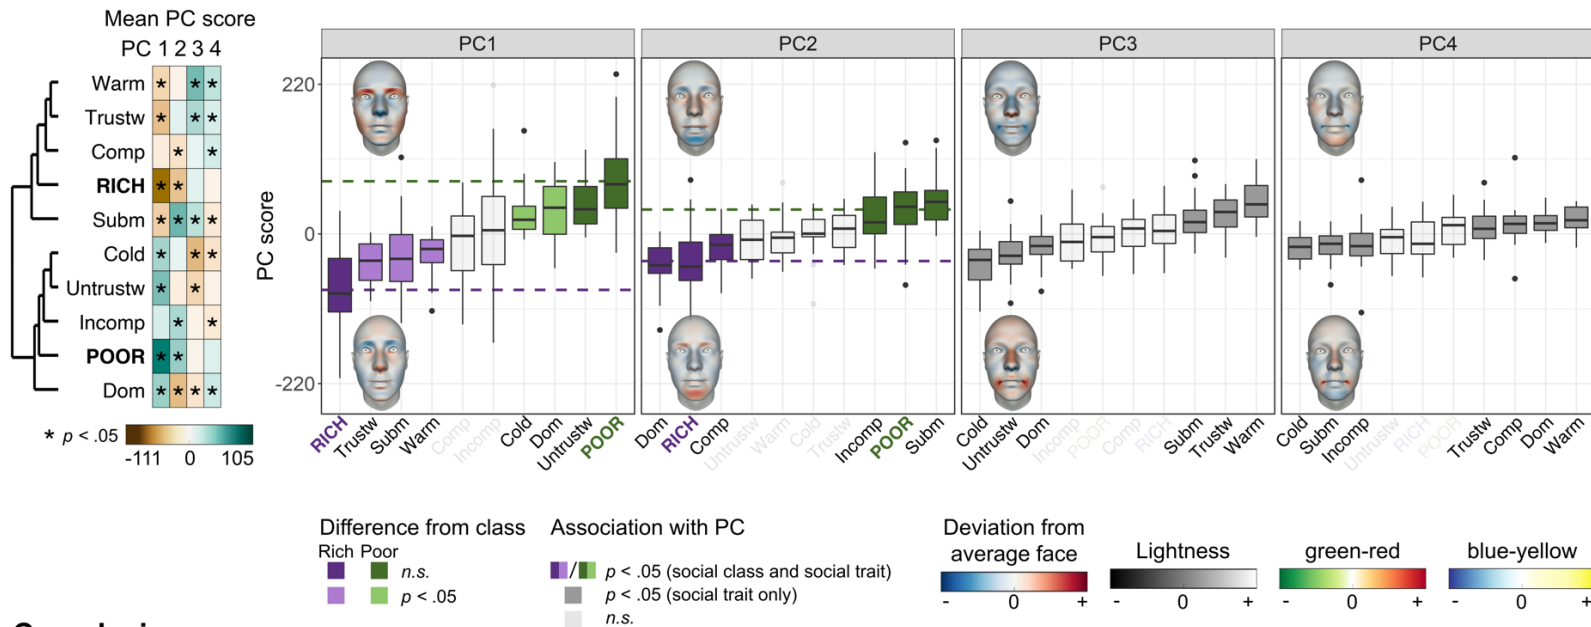 Mean PC score
PC 1 2 3 4
Warm * * *
Trustw * * *
Comp * *
RICH * *
Subm * * * *
Cold * * *
Untrustw * *
Incomp * *
POOR * *
Dom * * * *
* p < .05
-111 0 105
PC1 PC2 PC3 PC4
PC score
220
0
-220
RICH Trustw Subm Warm Comp Incomp Cold Dom Untrustw POOR
Dom RICH Comp Untrustw Warm Cold Trustw Incomp POOR Subm
Cold Untrustw Dom Incomp POOR Comp RICH Subm Trustw Warm
Cold Subm Incomp Untrustw RICH POOR Trustw Comp Dom Warm
Difference from class
Rich Poor
n.s.
p < .05
Association with PC
/ p < .05 (social class and social trait)
p < .05 (social trait only)
n.s.
Deviation from
average face
- 0 +
Lightness
- 0 +
green-red
- 0 +
blue-yellow
- 0 +